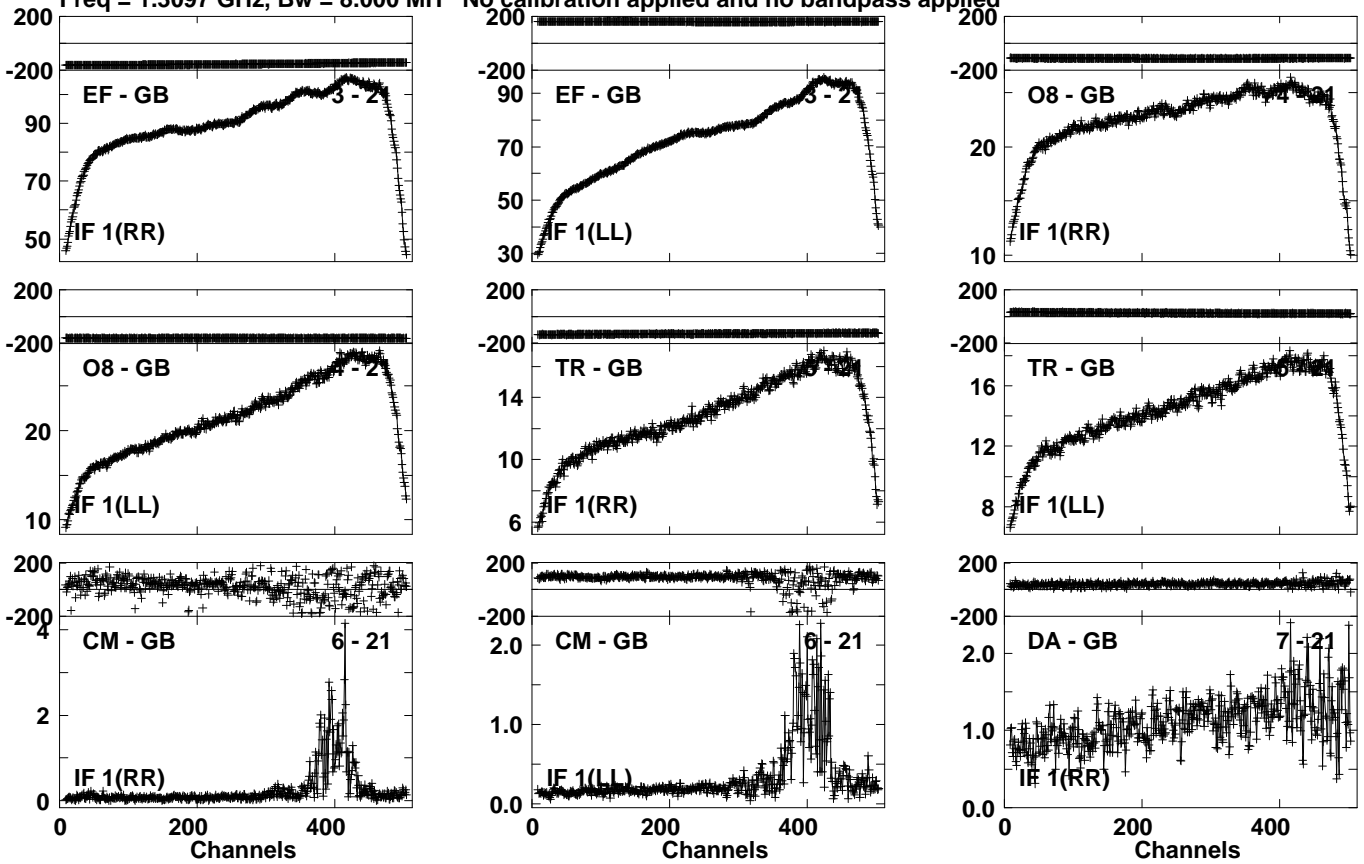 Freq = 1.3097 GHz, Bw = 8.000 MH No calibration applied and no bandpass applied
200
-200
EF - GB
3 - 21
90
70
50
IF 1(RR)
200
-200
EF - GB
3 - 21
90
70
50
30
IF 1(LL)
200
-200
O8 - GB
4 - 21
20
10
IF 1(RR)
200
-200
O8 - GB
4 - 21
20
10
IF 1(LL)
200
-200
TR - GB
5 - 21
14
10
6
IF 1(RR)
200
-200
TR - GB
5 - 21
16
12
8
IF 1(LL)
200
-200
CM - GB
6 - 21
4
2
0
IF 1(RR)
0 200 400
Channels
200
-200
CM - GB
6 - 21
2.0
1.0
0.0
IF 1(LL)
0 200 400
Channels
200
-200
DA - GB
7 - 21
2.0
1.0
0.0
IF 1(RR)
0 200 400
Channels